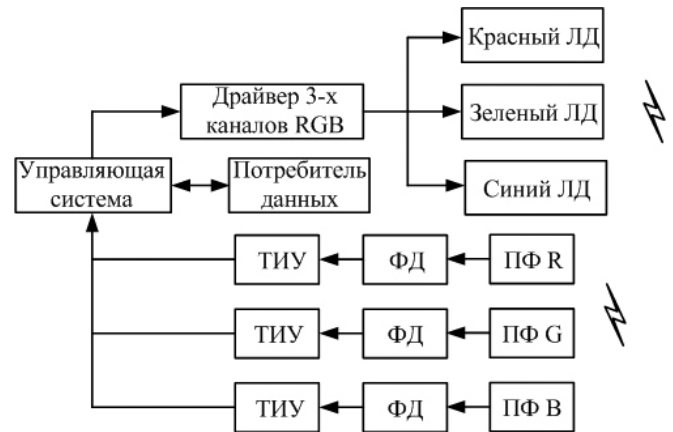 Красный ЛД
Драйвер 3-х
каналов RGB
Зеленый ЛД
Управляющая
система
Потребитель
данных
Синий ЛД
ТИУ
ФД
ПФ R
ТИУ
ФД
ПФ G
ТИУ
ФД
ПФ B